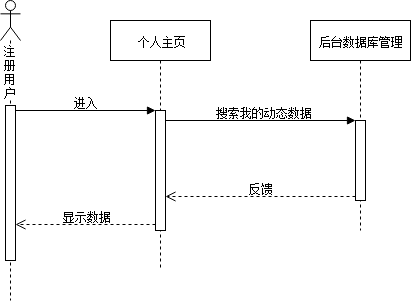 个人主页
后台数据库管理
注册用户
进入
搜索我的动态数据
反馈
显示数据